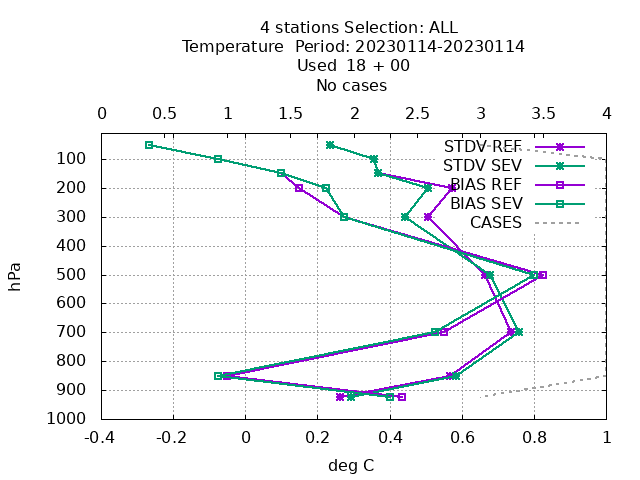 4 stations Selection: ALL
Temperature  Period: 20230114-20230114
Used  18 + 00
No cases
0 0.5 1 1.5 2 2.5 3 3.5 4
STDV REF
STDV SEV
BIAS REF
BIAS SEV
CASES
hPa
100
200
300
400
500
600
700
800
900
1000
-0.4 -0.2 0 0.2 0.4 0.6 0.8 1
deg C